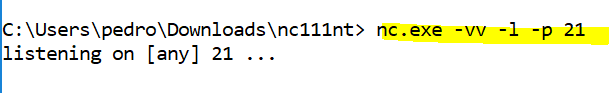 C:\Users\pedro\Downloads\nc111nt> nc.exe -vv -l -p 21
listening on [any] 21 ...